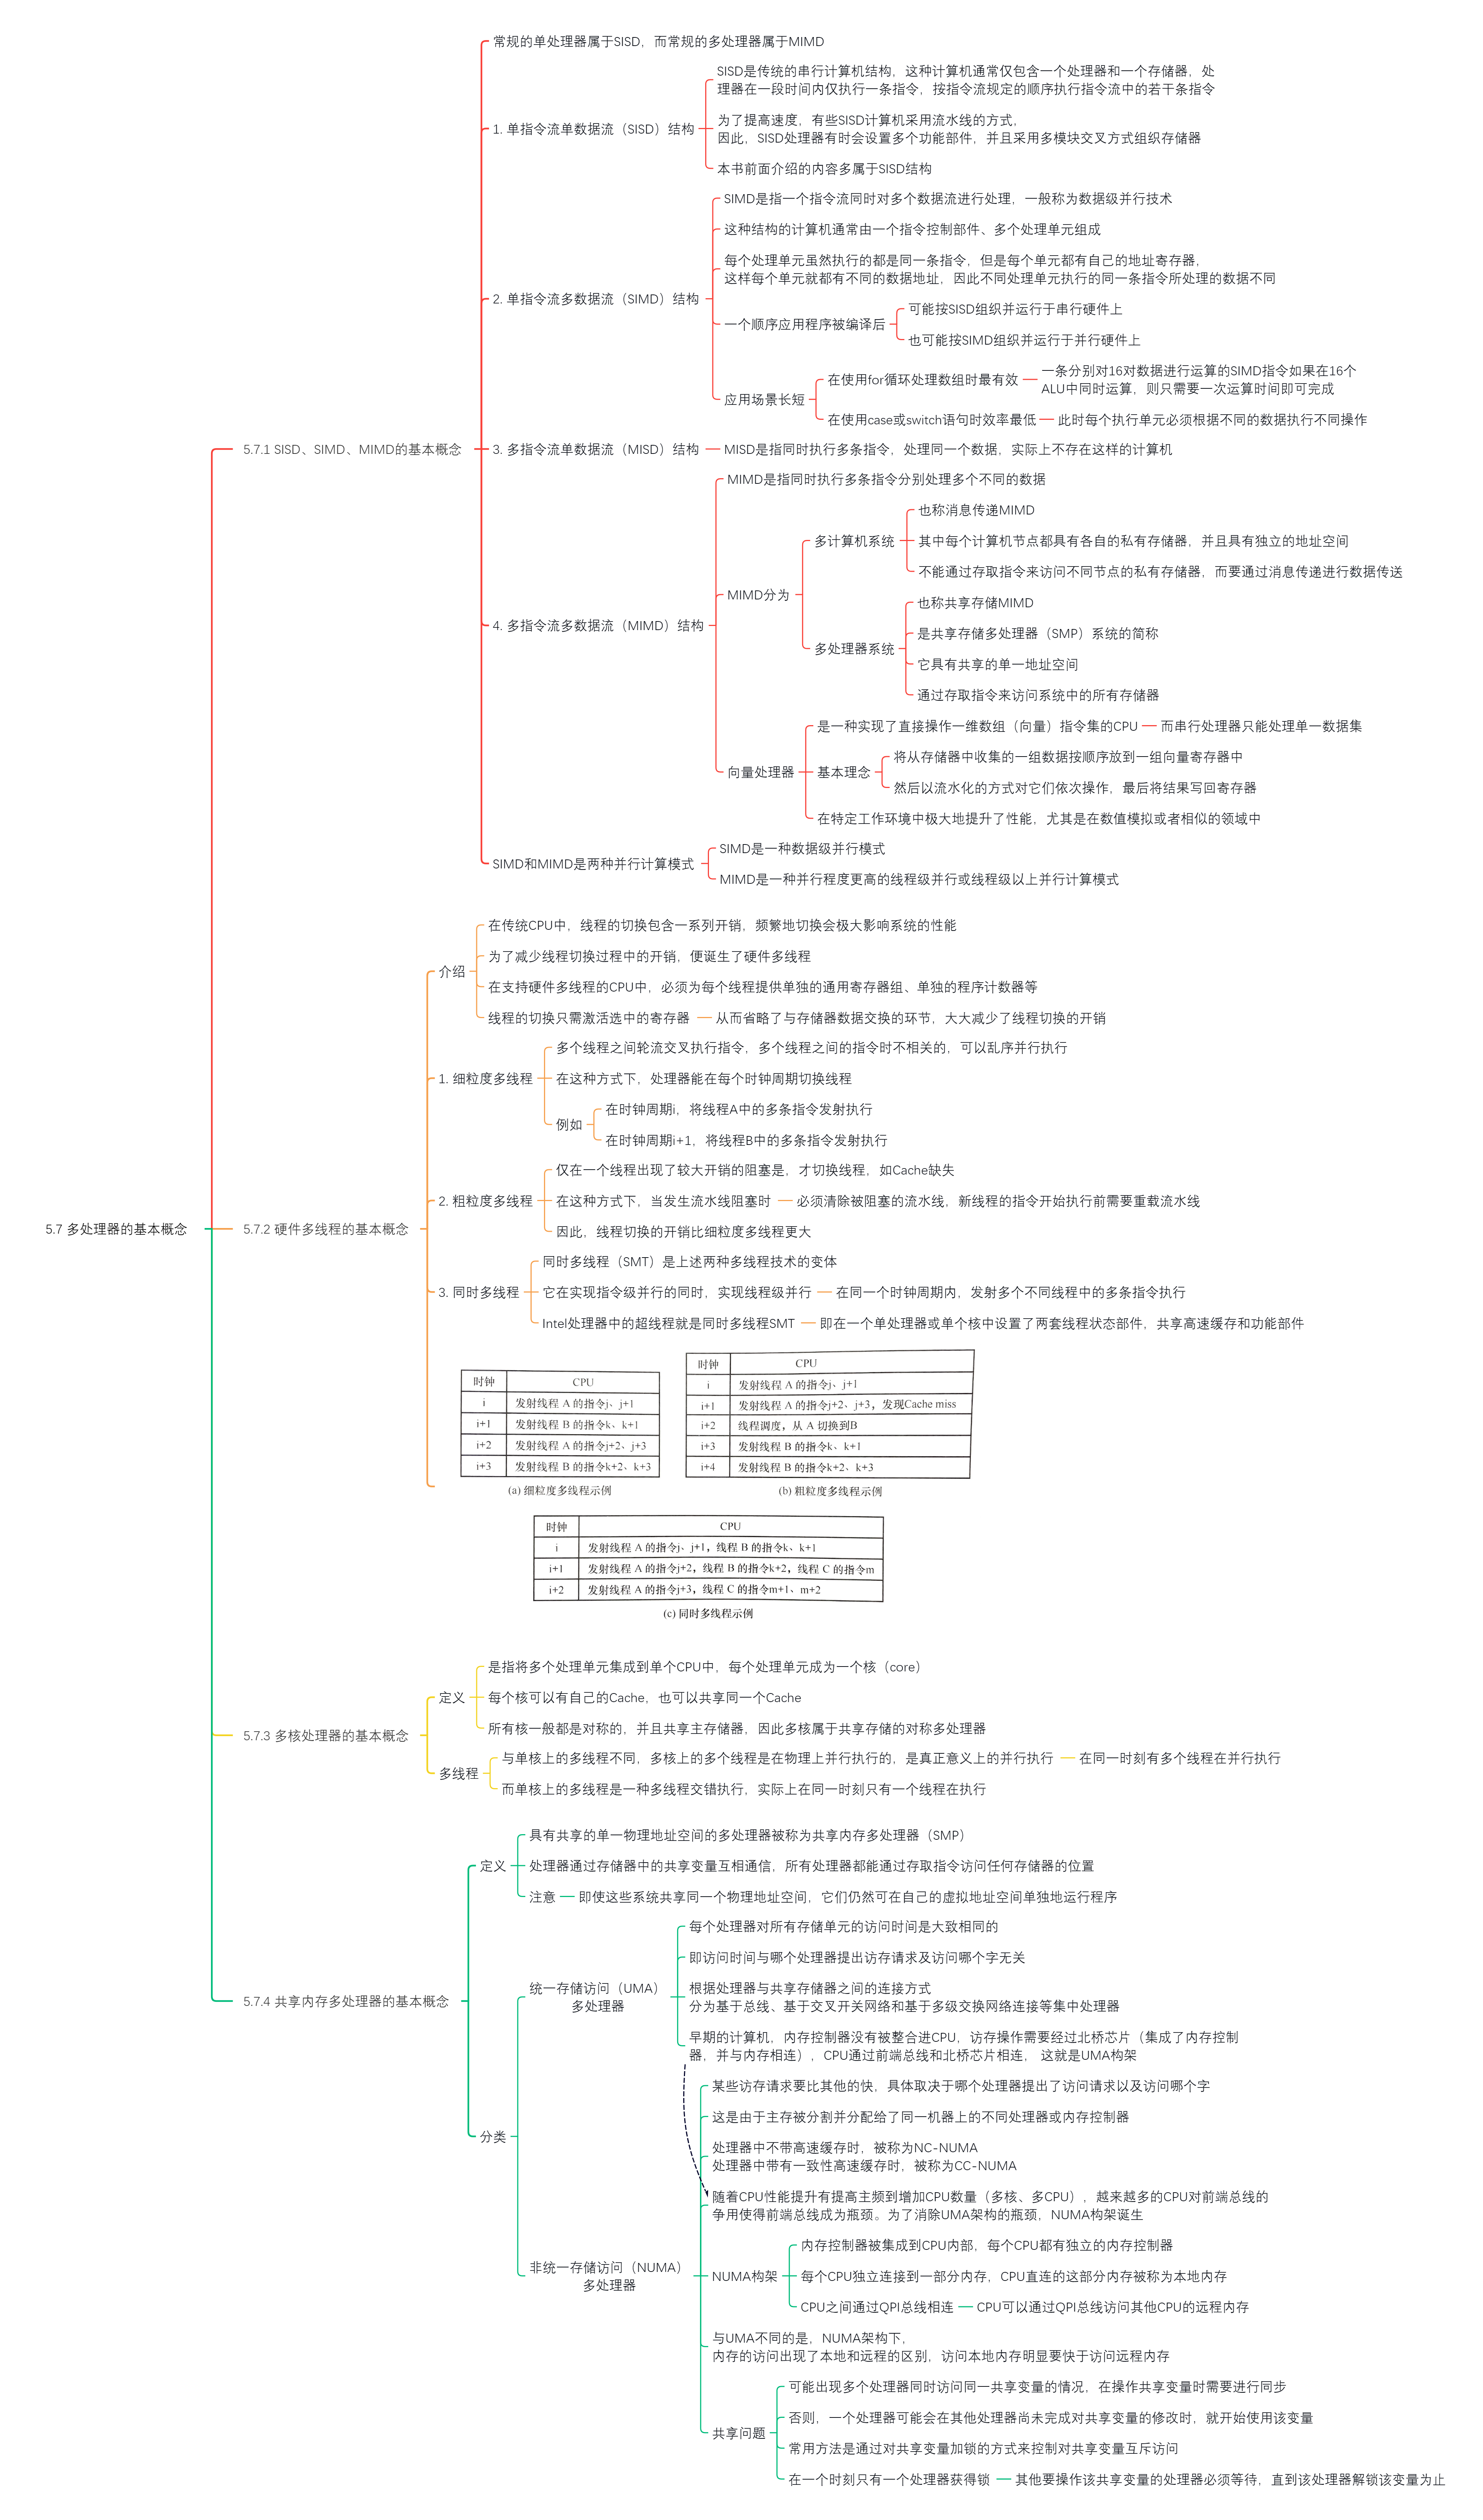 5.7 多处理器的基本概念
5.7.1 SISD、SIMD、MIMD的基本概念
常规的单处理器属于SISD，而常规的多处理器属于MIMD
1. 单指令流单数据流（SISD）结构
SISD是传统的串行计算机结构，这种计算机通常仅包含一个处理器和一个存储器，处
理器在一段时间内仅执行一条指令，按指令流规定的顺序执行指令流中的若干条指令
为了提高速度，有些SISD计算机采用流水线的方式，
因此，SISD处理器有时会设置多个功能部件，并且采用多模块交叉方式组织存储器
本书前面介绍的内容多属于SISD结构
2. 单指令流多数据流（SIMD）结构
SIMD是指一个指令流同时对多个数据流进行处理，一般称为数据级并行技术
这种结构的计算机通常由一个指令控制部件、多个处理单元组成
每个处理单元虽然执行的都是同一条指令，但是每个单元都有自己的地址寄存器，
这样每个单元就都有不同的数据地址，因此不同处理单元执行的同一条指令所处理的数据不同
一个顺序应用程序被编译后
可能按SISD组织并运行于串行硬件上
也可能按SIMD组织并运行于并行硬件上
应用场景长短
在使用for循环处理数组时最有效
一条分别对16对数据进行运算的SIMD指令如果在16个
ALU中同时运算，则只需要一次运算时间即可完成
在使用case或switch语句时效率最低
此时每个执行单元必须根据不同的数据执行不同操作
3. 多指令流单数据流（MISD）结构
MISD是指同时执行多条指令，处理同一个数据，实际上不存在这样的计算机
4. 多指令流多数据流（MIMD）结构
MIMD是指同时执行多条指令分别处理多个不同的数据
MIMD分为
多计算机系统
也称消息传递MIMD
其中每个计算机节点都具有各自的私有存储器，并且具有独立的地址空间
不能通过存取指令来访问不同节点的私有存储器，而要通过消息传递进行数据传送
多处理器系统
也称共享存储MIMD
是共享存储多处理器（SMP）系统的简称
它具有共享的单一地址空间
通过存取指令来访问系统中的所有存储器
向量处理器
是一种实现了直接操作一维数组（向量）指令集的CPU
而串行处理器只能处理单一数据集
基本理念
将从存储器中收集的一组数据按顺序放到一组向量寄存器中
然后以流水化的方式对它们依次操作，最后将结果写回寄存器
在特定工作环境中极大地提升了性能，尤其是在数值模拟或者相似的领域中
SIMD和MIMD是两种并行计算模式
SIMD是一种数据级并行模式
MIMD是一种并行程度更高的线程级并行或线程级以上并行计算模式
5.7.2 硬件多线程的基本概念
介绍
在传统CPU中，线程的切换包含一系列开销，频繁地切换会极大影响系统的性能
为了减少线程切换过程中的开销，便诞生了硬件多线程
在支持硬件多线程的CPU中，必须为每个线程提供单独的通用寄存器组、单独的程序计数器等
线程的切换只需激活选中的寄存器
从而省略了与存储器数据交换的环节，大大减少了线程切换的开销
1. 细粒度多线程
多个线程之间轮流交叉执行指令，多个线程之间的指令时不相关的，可以乱序并行执行
在这种方式下，处理器能在每个时钟周期切换线程
例如
在时钟周期i，将线程A中的多条指令发射执行
在时钟周期i+1，将线程B中的多条指令发射执行
2. 粗粒度多线程
仅在一个线程出现了较大开销的阻塞是，才切换线程，如Cache缺失
在这种方式下，当发生流水线阻塞时
必须清除被阻塞的流水线，新线程的指令开始执行前需要重载流水线
因此，线程切换的开销比细粒度多线程更大
3. 同时多线程
同时多线程（SMT）是上述两种多线程技术的变体
它在实现指令级并行的同时，实现线程级并行
在同一个时钟周期内，发射多个不同线程中的多条指令执行
Intel处理器中的超线程就是同时多线程SMT
即在一个单处理器或单个核中设置了两套线程状态部件，共享高速缓存和功能部件
时钟 CPU
i 发射线程 A 的指令j、j+1
i+1 发射线程 B 的指令k、k+1
i+2 发射线程 A 的指令j+2、j+3
i+3 发射线程 B 的指令k+2、k+3
(a) 细粒度多线程示例
时钟 CPU
i 发射线程 A 的指令j、j+1
i+1 发射线程 A 的指令j+2、j+3，发现Cache miss
i+2 线程调度，从 A 切换到B
i+3 发射线程 B 的指令k、k+1
i+4 发射线程 B 的指令k+2、k+3
(b) 粗粒度多线程示例
时钟 CPU
i 发射线程 A 的指令j、j+1，线程 B 的指令k、k+1
i+1 发射线程 A 的指令j+2，线程 B 的指令k+2，线程 C 的指令m
i+2 发射线程 A 的指令j+3，线程 C 的指令m+1、m+2
(c) 同时多线程示例
5.7.3 多核处理器的基本概念
定义
是指将多个处理单元集成到单个CPU中，每个处理单元成为一个核（core）
每个核可以有自己的Cache，也可以共享同一个Cache
所有核一般都是对称的，并且共享主存储器，因此多核属于共享存储的对称多处理器
多线程
与单核上的多线程不同，多核上的多个线程是在物理上并行执行的，是真正意义上的并行执行
在同一时刻有多个线程在并行执行
而单核上的多线程是一种多线程交错执行，实际上在同一时刻只有一个线程在执行
5.7.4 共享内存多处理器的基本概念
定义
具有共享的单一物理地址空间的多处理器被称为共享内存多处理器（SMP）
处理器通过存储器中的共享变量互相通信，所有处理器都能通过存取指令访问任何存储器的位置
注意
即使这些系统共享同一个物理地址空间，它们仍然可在自己的虚拟地址空间单独地运行程序
分类
统一存储访问（UMA）
多处理器
每个处理器对所有存储单元的访问时间是大致相同的
即访问时间与哪个处理器提出访存请求及访问哪个字无关
根据处理器与共享存储器之间的连接方式
分为基于总线、基于交叉开关网络和基于多级交换网络连接等集中处理器
早期的计算机，内存控制器没有被整合进CPU，访存操作需要经过北桥芯片（集成了内存控制
器，并与内存相连），CPU通过前端总线和北桥芯片相连， 这就是UMA构架
非统一存储访问（NUMA）
多处理器
某些访存请求要比其他的快，具体取决于哪个处理器提出了访问请求以及访问哪个字
这是由于主存被分割并分配给了同一机器上的不同处理器或内存控制器
处理器中不带高速缓存时，被称为NC-NUMA
处理器中带有一致性高速缓存时，被称为CC-NUMA
随着CPU性能提升有提高主频到增加CPU数量（多核、多CPU），越来越多的CPU对前端总线的
争用使得前端总线成为瓶颈。为了消除UMA架构的瓶颈，NUMA构架诞生
NUMA构架
内存控制器被集成到CPU内部，每个CPU都有独立的内存控制器
每个CPU独立连接到一部分内存，CPU直连的这部分内存被称为本地内存
CPU之间通过QPI总线相连
CPU可以通过QPI总线访问其他CPU的远程内存
与UMA不同的是，NUMA架构下，
内存的访问出现了本地和远程的区别，访问本地内存明显要快于访问远程内存
共享问题
可能出现多个处理器同时访问同一共享变量的情况，在操作共享变量时需要进行同步
否则，一个处理器可能会在其他处理器尚未完成对共享变量的修改时，就开始使用该变量
常用方法是通过对共享变量加锁的方式来控制对共享变量互斥访问
在一个时刻只有一个处理器获得锁
其他要操作该共享变量的处理器必须等待，直到该处理器解锁该变量为止